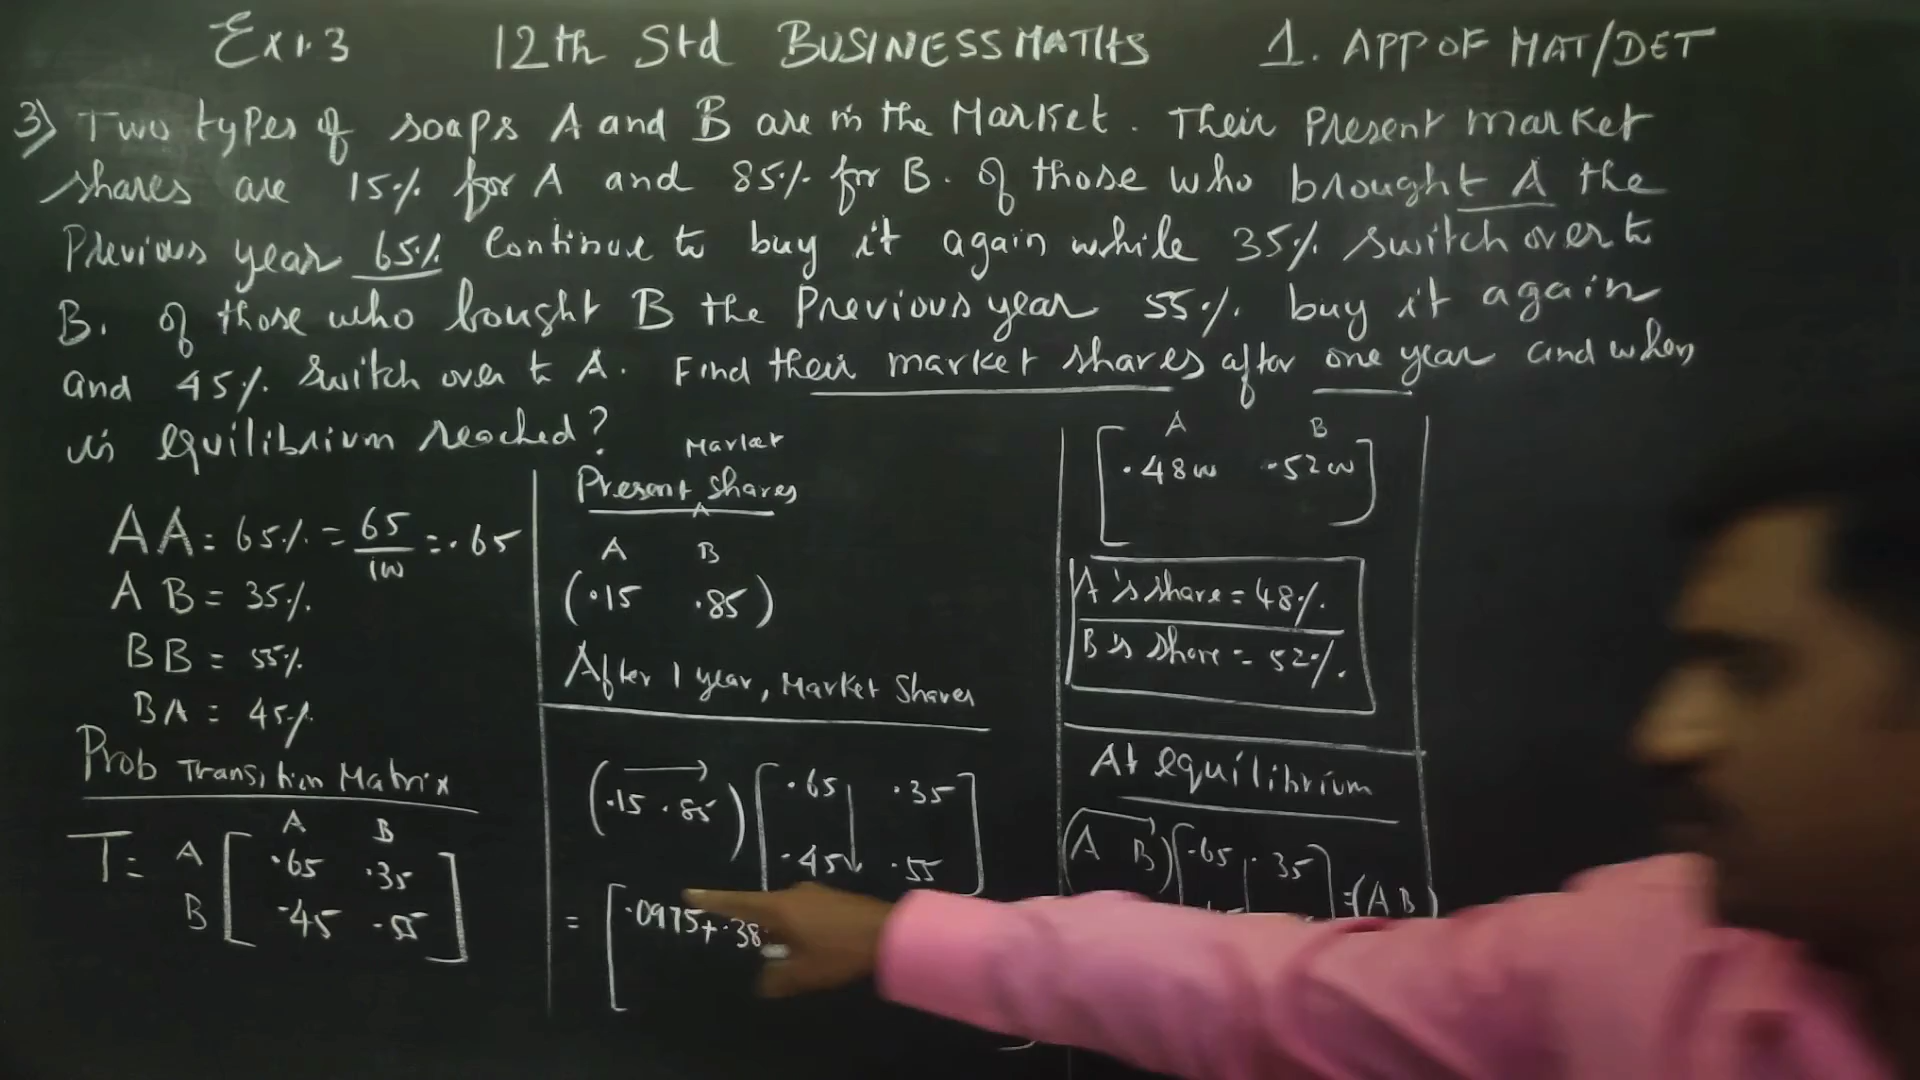 Ex 1.3 12th Std BUSINESS MATHS 1. APP OF MAT/DET
3) Two types of soaps A and B are in the Market. Their Present market
shares are 15% for A and 85% for B. Of those who brought A the
Previous year 65% continue to buy it again while 35% switch over to
B. Of those who bought B the Previous year 55% buy it again
and 45% switch over to A. Find their market shares after one year and when
is equilibrium reached?
AA = 65% = 65/100 = .65
AB = 35%
BB = 55%
BA = 45%
Prob Transition Matrix
A B
T = A .65 .35
B .45 .55
Market
Present Shares
A B
(.15 .85)
After 1 year, Market Shares
(.15 .85) [.65 .35
.45 .55]
= [.0975 + .38
A B
[.4800 .5200]
A's share = 48%.
B's share = 52%.
At equilibrium
(A B) [.65 .35] = (A B)